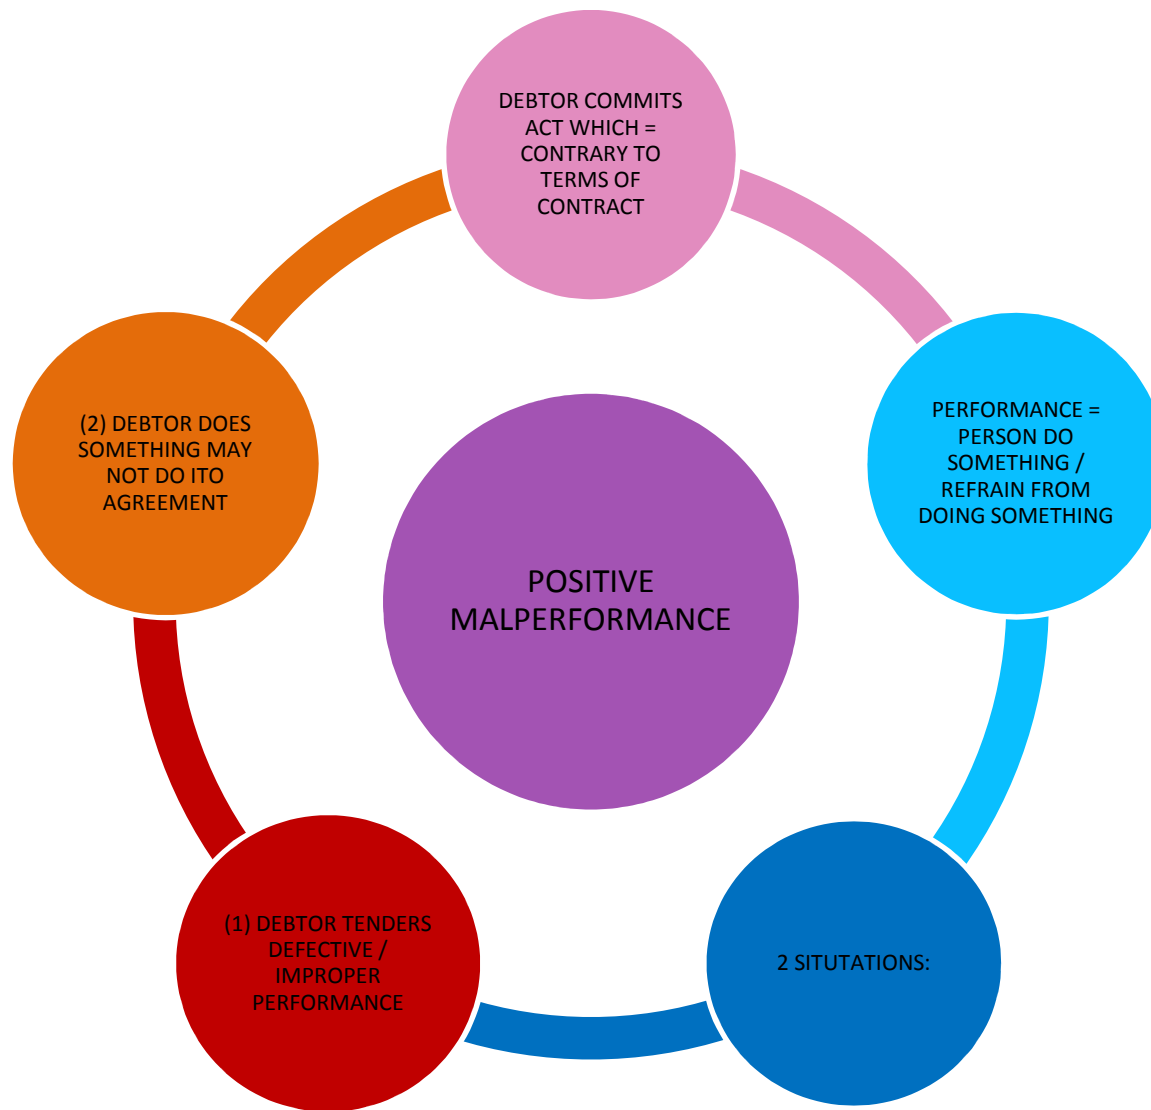 DEBTOR COMMITS
ACT WHICH =
CONTRARY TO
TERMS OF
CONTRACT
PERFORMANCE =
PERSON DO
SOMETHING /
REFRAIN FROM
DOING SOMETHING
2 SITUTATIONS:
(1) DEBTOR TENDERS
DEFECTIVE /
IMPROPER
PERFORMANCE
(2) DEBTOR DOES
SOMETHING MAY
NOT DO ITO
AGREEMENT
POSITIVE
MALPERFORMANCE